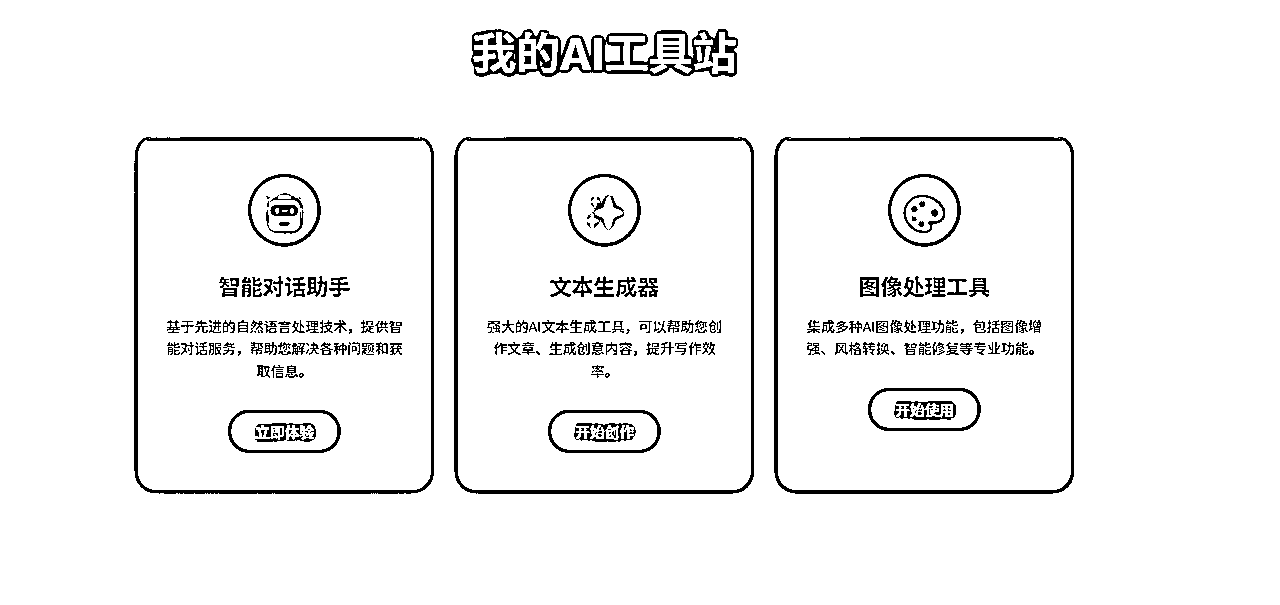 我的AI工具站
智能对话助手
基于先进的自然语言处理技术，提供智
能对话服务，帮助您解决各种问题和获
取信息。
立即体验
文本生成器
强大的AI文本生成工具，可以帮助您创
作文章、生成创意内容，提升写作效
率。
开始创作
图像处理工具
集成多种AI图像处理功能，包括图像增
强、风格转换、智能修复等专业功能。
开始使用